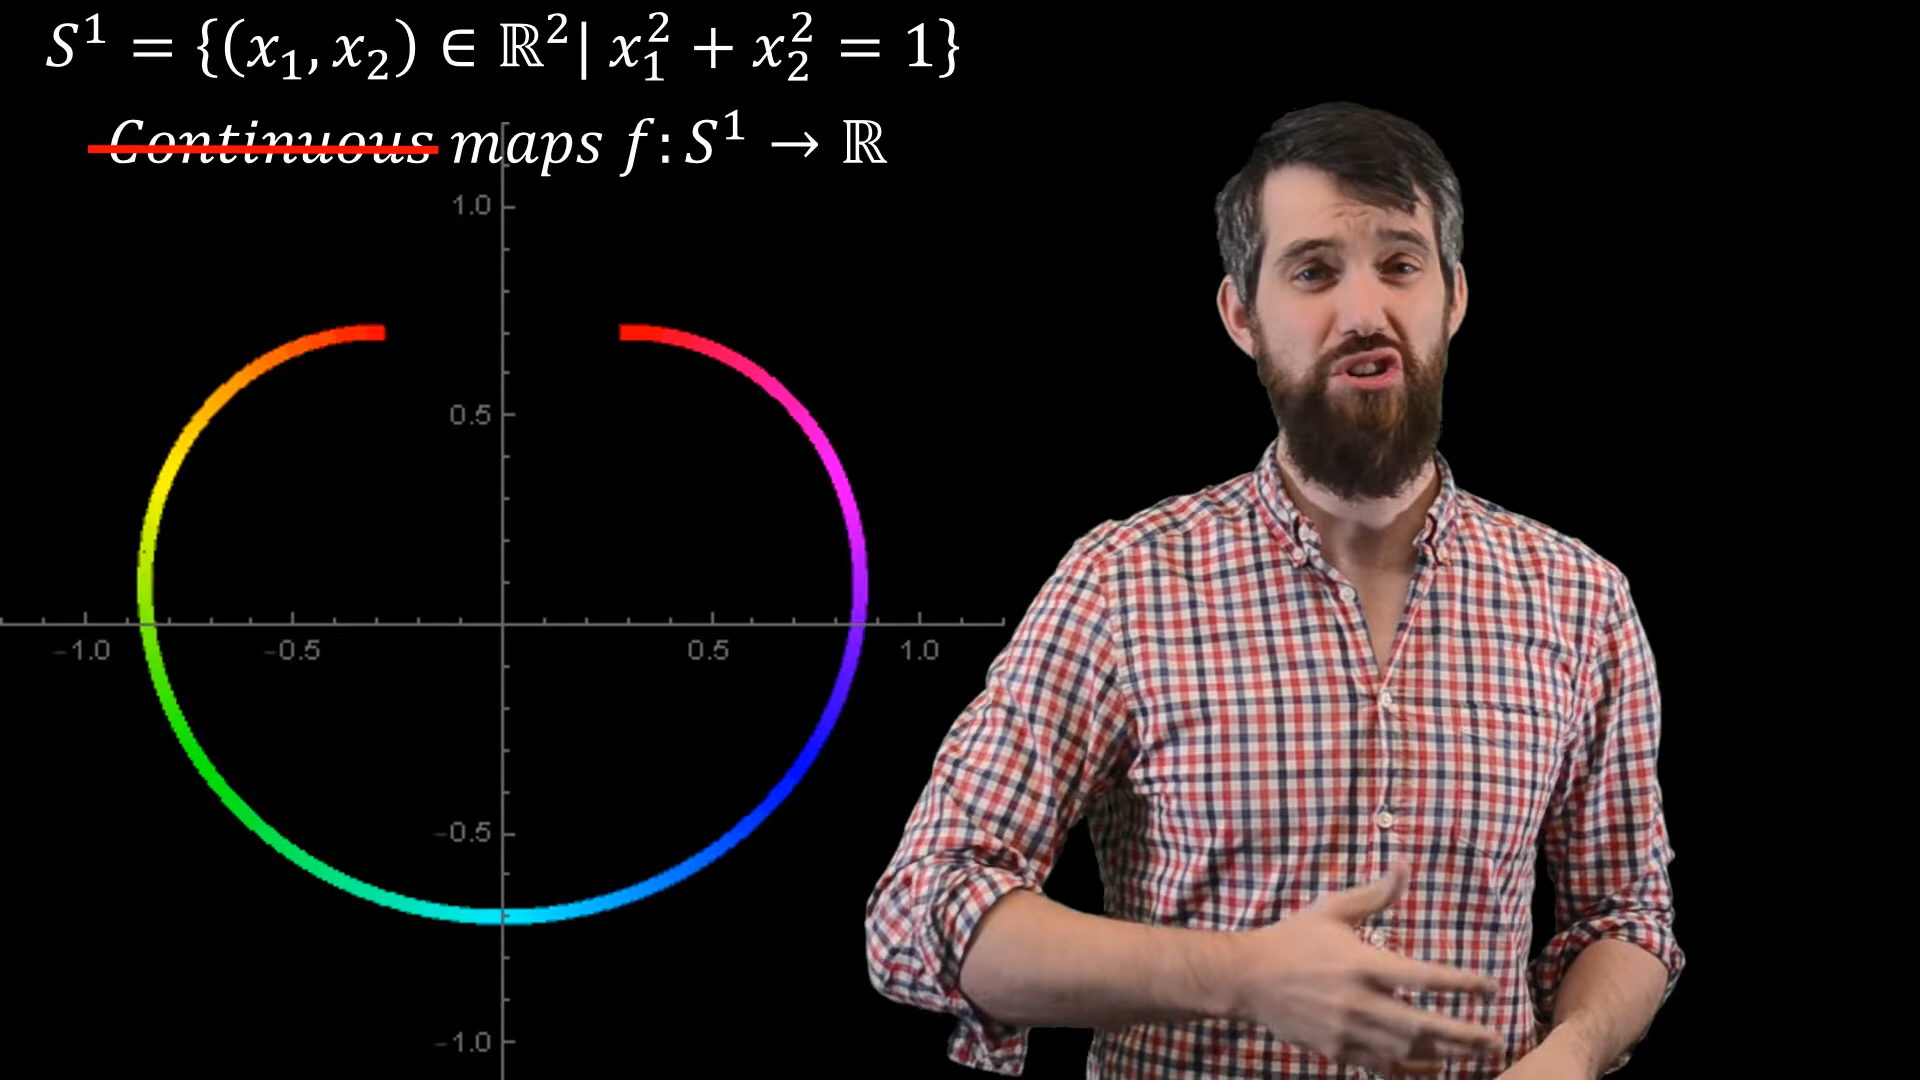 S¹ = {(x₁, x₂) ∈ ℝ²| x₁² + x₂² = 1}
Continuous maps f: S¹ → ℝ
1.0
0.5
−1.0 −0.5 0.5 1.0
−0.5
−1.0